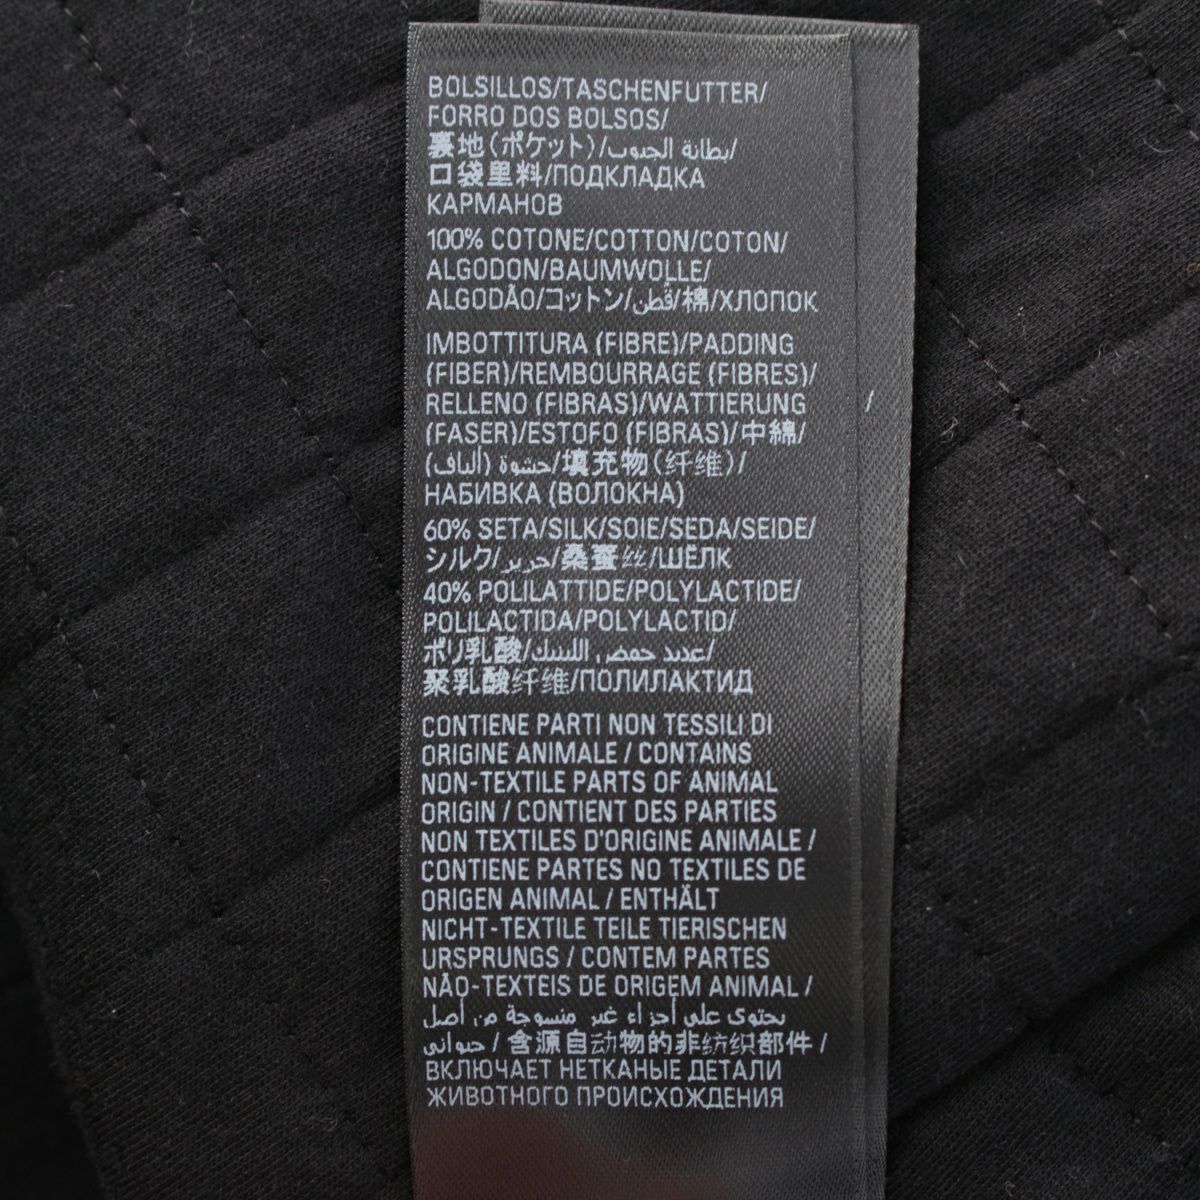 BOLSILLOS/TASCHENFUTTER/
FORRO DOS BOLSOS/
裏地(ポケット)/بطانة الجيوب/
口袋里料/ПОДКЛАДКА
КАРМАНОВ
100% COTONE/COTTON/COTON/
ALGODON/BAUMWOLLE/
ALGODÃO/コットン/قطن/棉/ХЛОПОК
IMBOTTITURA (FIBRE)/PADDING
(FIBER)/REMBOURRAGE (FIBRES)/
RELLENO (FIBRAS)/WATTIERUNG
(FASER)/ESTOFO (FIBRAS)/中綿/
حشوة (ألياف)/填充物(纤维)/
НАБИВКА (ВОЛОКНА)
60% SETA/SILK/SOIE/SEDA/SEIDE/
シルク/حرير/桑蚕丝/ШЁЛК
40% POLILATTIDE/POLYLACTIDE/
POLILACTIDA/POLYLACTID/
ポリ乳酸/عديد حمض اللبنيك/
聚乳酸纤维/ПОЛИЛАКТИД
CONTIENE PARTI NON TESSILI DI
ORIGINE ANIMALE / CONTAINS
NON-TEXTILE PARTS OF ANIMAL
ORIGIN / CONTIENT DES PARTIES
NON TEXTILES D'ORIGINE ANIMALE /
CONTIENE PARTES NO TEXTILES DE
ORIGEN ANIMAL / ENTHÄLT
NICHT-TEXTILE TEILE TIERISCHEN
URSPRUNGS / CONTEM PARTES
NÃO-TEXTEIS DE ORIGEM ANIMAL /
يحتوى على أجزاء غير منسوجة من أصل
حيواني / 含源自动物的非纺织部件 /
ВКЛЮЧАЕТ НЕТКАНЫЕ ДЕТАЛИ
ЖИВОТНОГО ПРОИСХОЖДЕНИЯ